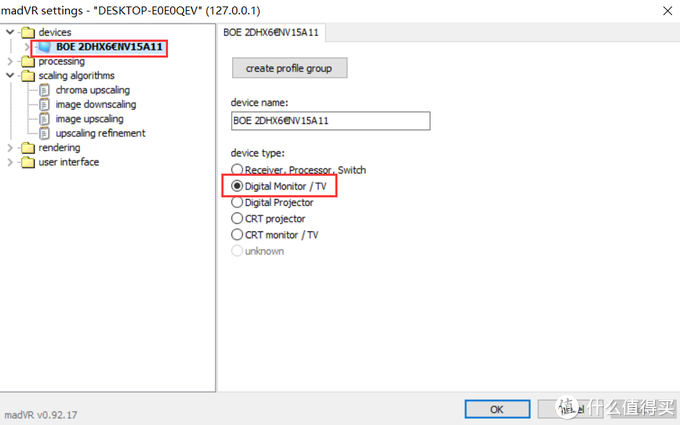 madVR settings - "DESKTOP-E0E0QEV" (127.0.0.1)
devices
BOE 2DHX6€NV15A11
processing
scaling algorithms
chroma upscaling
image downscaling
image upscaling
upscaling refinement
rendering
user interface
BOE 2DHX6€NV15A11
create profile group
device name:
BOE 2DHX6€NV15A11
device type:
Receiver, Processor, Switch
Digital Monitor / TV
Digital Projector
CRT projector
CRT monitor / TV
unknown
madVR v0.92.17
OK
值 什么值得买